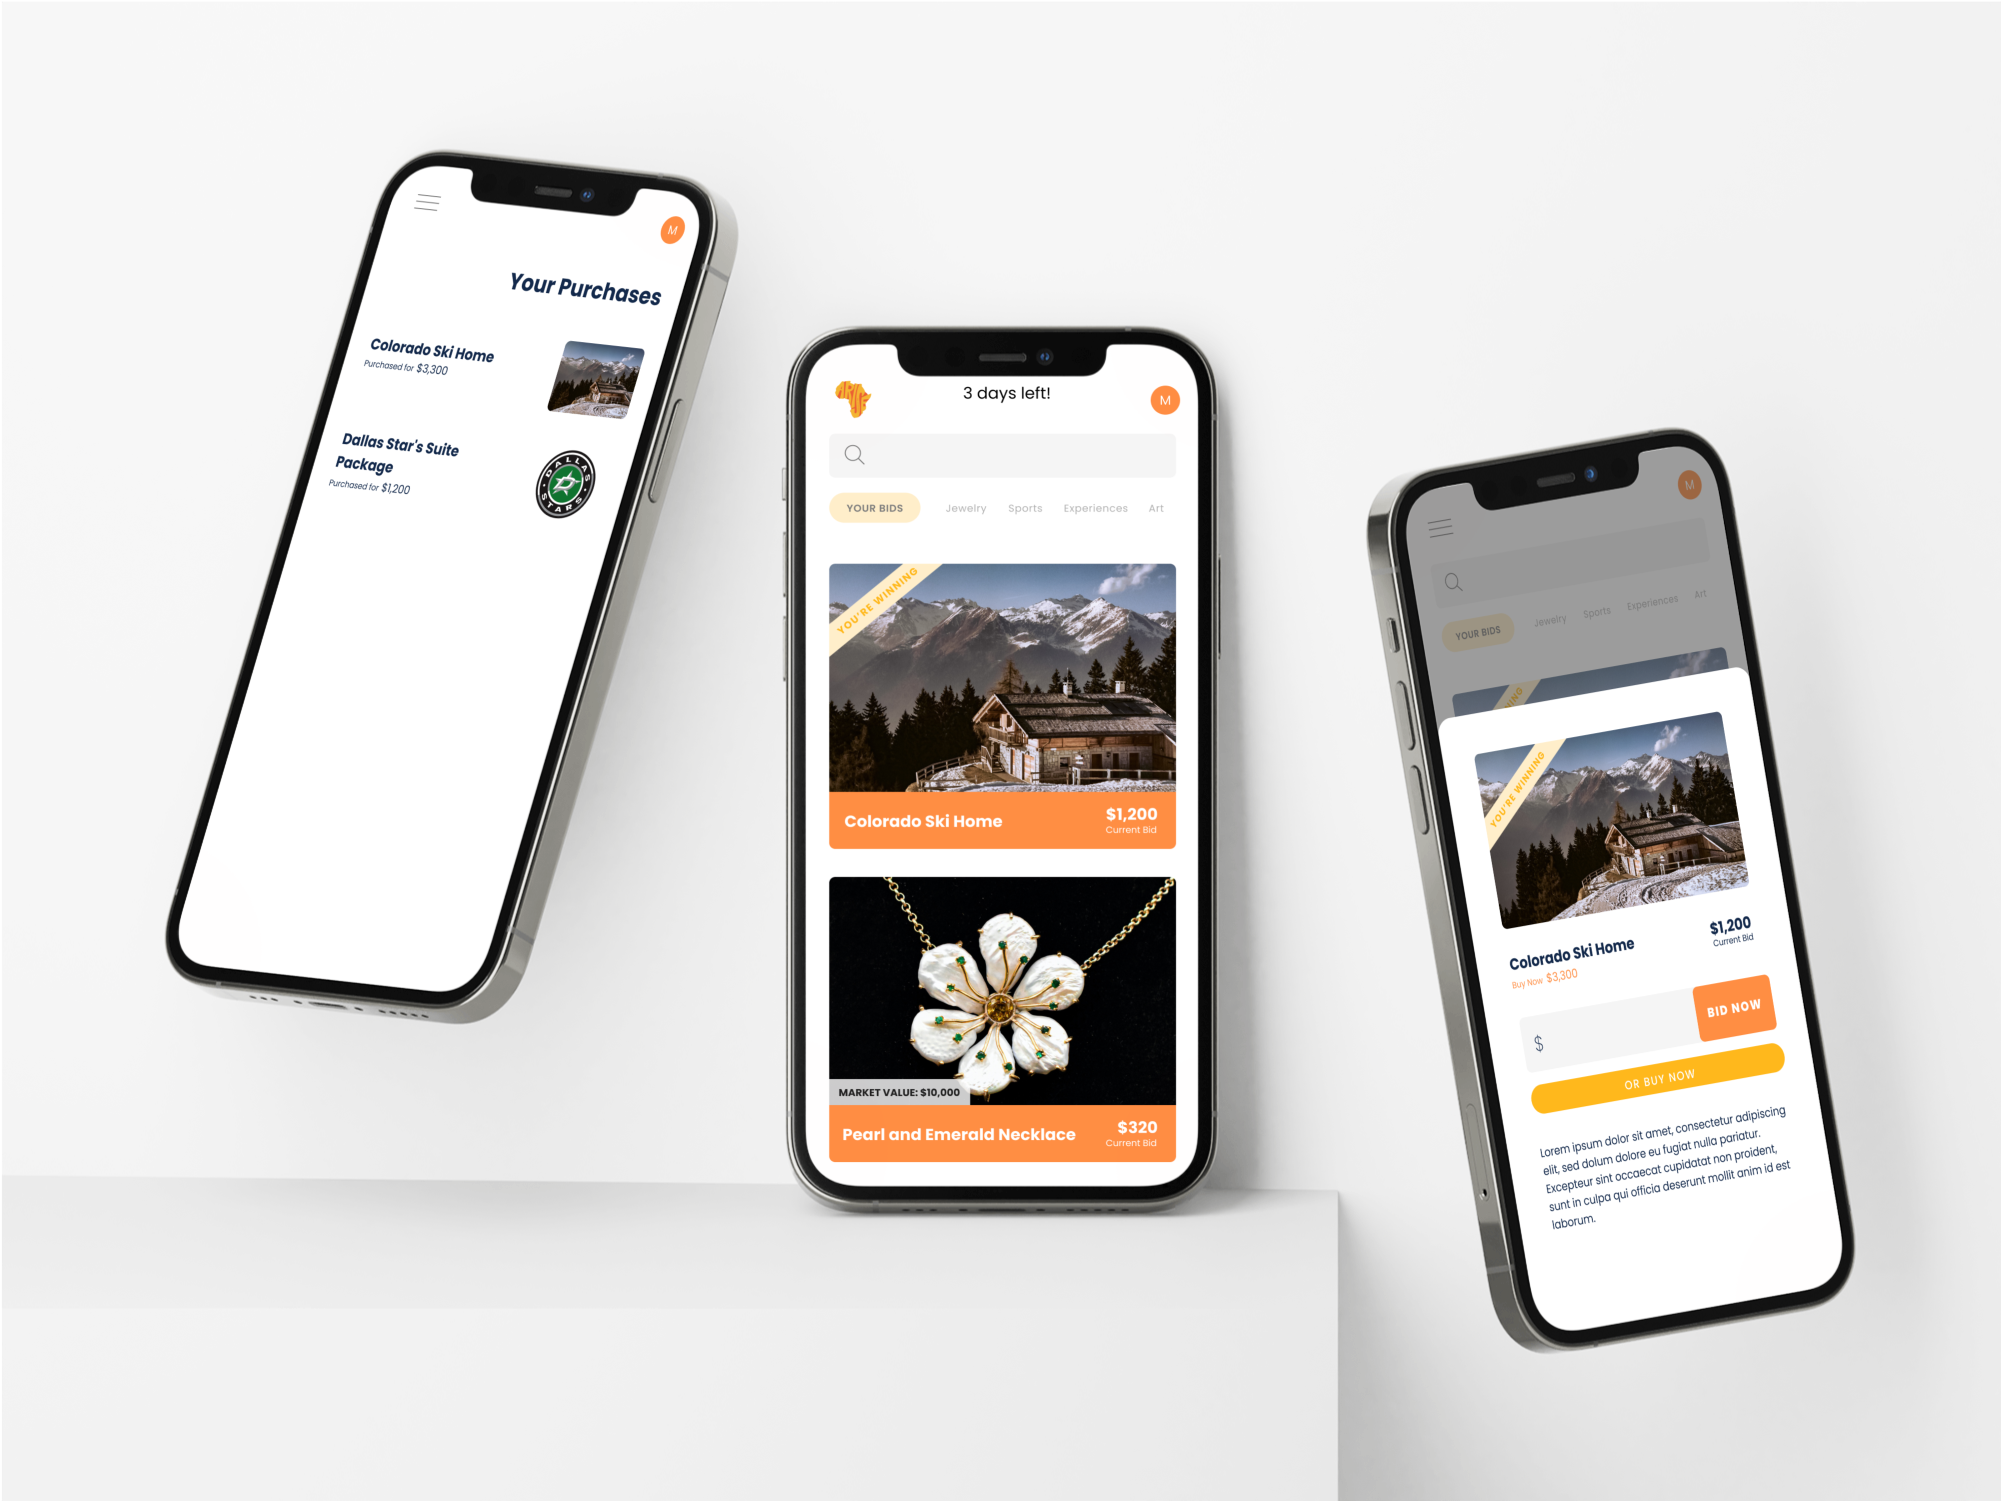 M
Your Purchases
Colorado Ski Home
Purchased for $3,300
Dallas Star's Suite
Package
Purchased for $1,200
DALLAS
STARS
ARISE
3 days left!
M
YOUR BIDS Jewelry Sports Experiences Art
YOU'RE WINNING
Colorado Ski Home
$1,200
Current Bid
MARKET VALUE: $10,000
Pearl and Emerald Necklace
$320
Current Bid
M
YOUR BIDS Jewelry Sports Experiences Art
NING
YOU'RE WINNING
Colorado Ski Home
Buy Now $3,300
$1,200
Current Bid
$
BID NOW
OR BUY NOW
Lorem ipsum dolor sit amet, consectetur adipiscing
elit, sed dolum dolore eu fugiat nulla pariatur.
Excepteur sint occaecat cupidatat non proident,
sunt in culpa qui officia deserunt mollit anim id est
laborum.